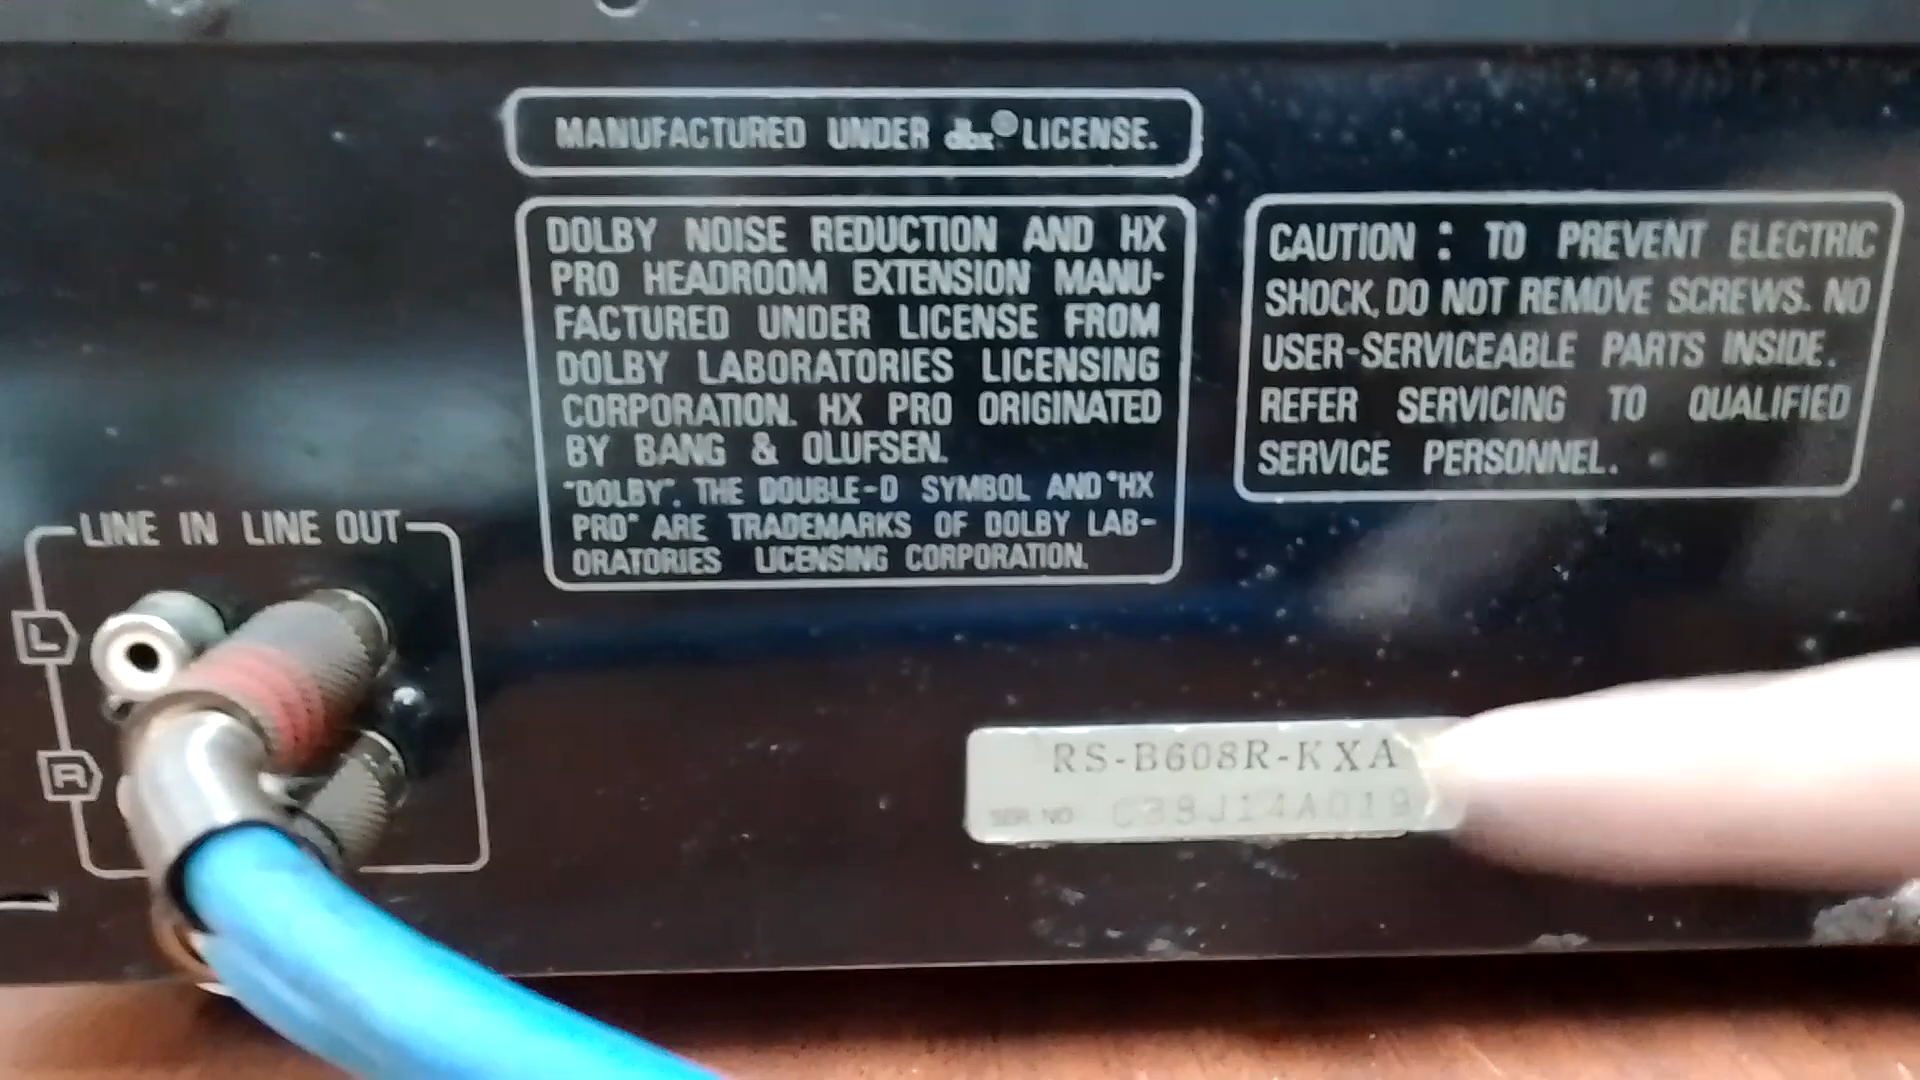 MANUFACTURED UNDER dbx® LICENSE.
DOLBY NOISE REDUCTION AND HX
PRO HEADROOM EXTENSION MANU-
FACTURED UNDER LICENSE FROM
DOLBY LABORATORIES LICENSING
CORPORATION. HX PRO ORIGINATED
BY BANG & OLUFSEN.
"DOLBY", THE DOUBLE-D SYMBOL AND "HX
PRO" ARE TRADEMARKS OF DOLBY LAB-
ORATORIES LICENSING CORPORATION.
CAUTION : TO PREVENT ELECTRIC
SHOCK, DO NOT REMOVE SCREWS. NO
USER-SERVICEABLE PARTS INSIDE.
REFER SERVICING TO QUALIFIED
SERVICE PERSONNEL.
LINE IN LINE OUT
L
R
RS-B608R-KXA
SER NO